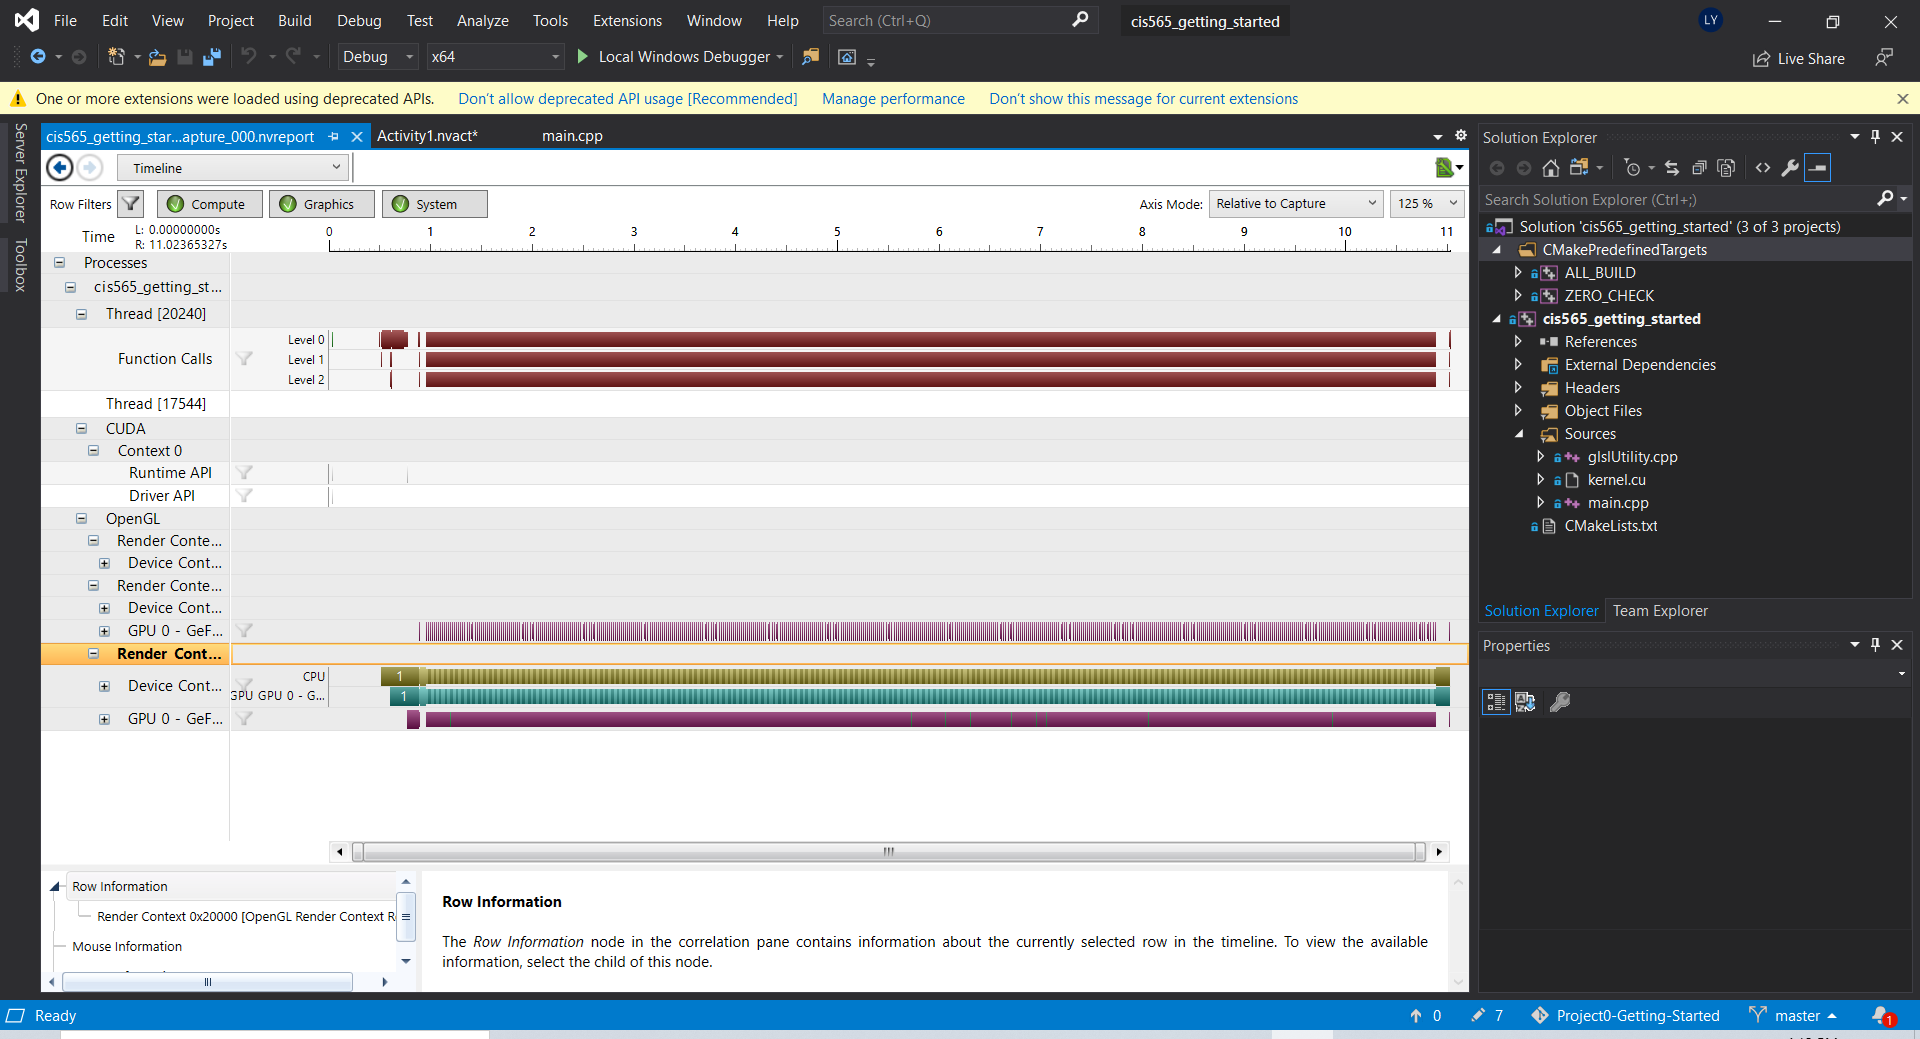 File Edit View Project Build Debug Test Analyze Tools Extensions Window Help Search (Ctrl+Q) cis565_getting_started LY
Debug x64 Local Windows Debugger Live Share
One or more extensions were loaded using deprecated APIs. Don't allow deprecated API usage [Recommended] Manage performance Don't show this message for current extensions
Server Explorer
Toolbox
cis565_getting_star...apture_000.nvreport Activity1.nvact* main.cpp
Timeline
Row Filters Compute Graphics System Axis Mode: Relative to Capture 125 %
Time L: 0.00000000s
R: 11.02365327s
0 1 2 3 4 5 6 7 8 9 10 11
Processes
cis565_getting_st...
Thread [20240]
Function Calls
Level 0
Level 1
Level 2
Thread [17544]
CUDA
Context 0
Runtime API
Driver API
OpenGL
Render Conte...
Device Cont...
Render Conte...
Device Cont...
GPU 0 - GeF...
Render Cont...
Device Cont...
CPU 1
GPU GPU 0 - G... 1
GPU 0 - GeF...
Row Information
Render Context 0x20000 [OpenGL Render Context R
Mouse Information
Row Information
The Row Information node in the correlation pane contains information about the currently selected row in the timeline. To view the available
information, select the child of this node.
Solution Explorer
Search Solution Explorer (Ctrl+;)
Solution 'cis565_getting_started' (3 of 3 projects)
CMakePredefinedTargets
ALL_BUILD
ZERO_CHECK
cis565_getting_started
References
External Dependencies
Headers
Object Files
Sources
glslUtility.cpp
kernel.cu
main.cpp
CMakeLists.txt
Solution Explorer Team Explorer
Properties
Ready 0 7 Project0-Getting-Started master 1